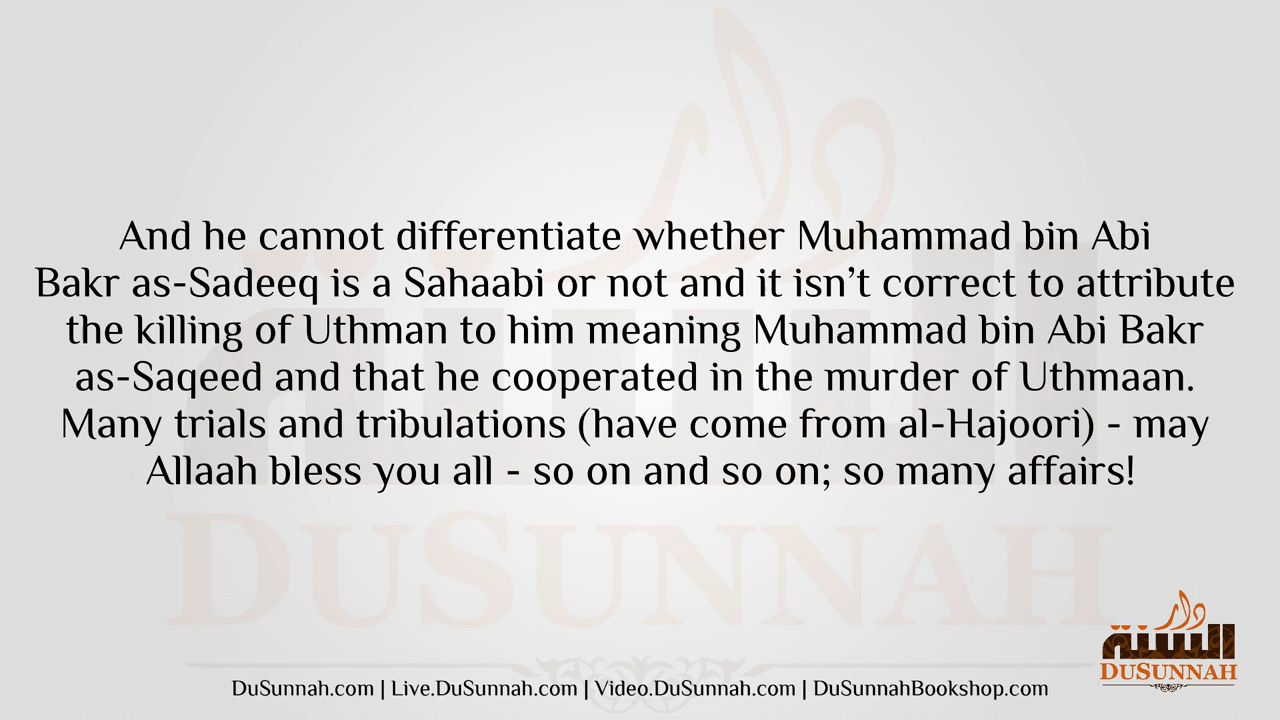 And he cannot differentiate whether Muhammad bin Abi
Bakr as-Sadeeq is a Sahaabi or not and it isn’t correct to attribute
the killing of Uthman to him meaning Muhammad bin Abi Bakr
as-Saqeed and that he cooperated in the murder of Uthmaan.
Many trials and tribulations (have come from al-Hajoori) - may
Allaah bless you all - so on and so on; so many affairs!
DUSUNNAH
دار
السنة
DUSUNNAH
DuSunnah.com | Live.DuSunnah.com | Video.DuSunnah.com | DuSunnahBookshop.com